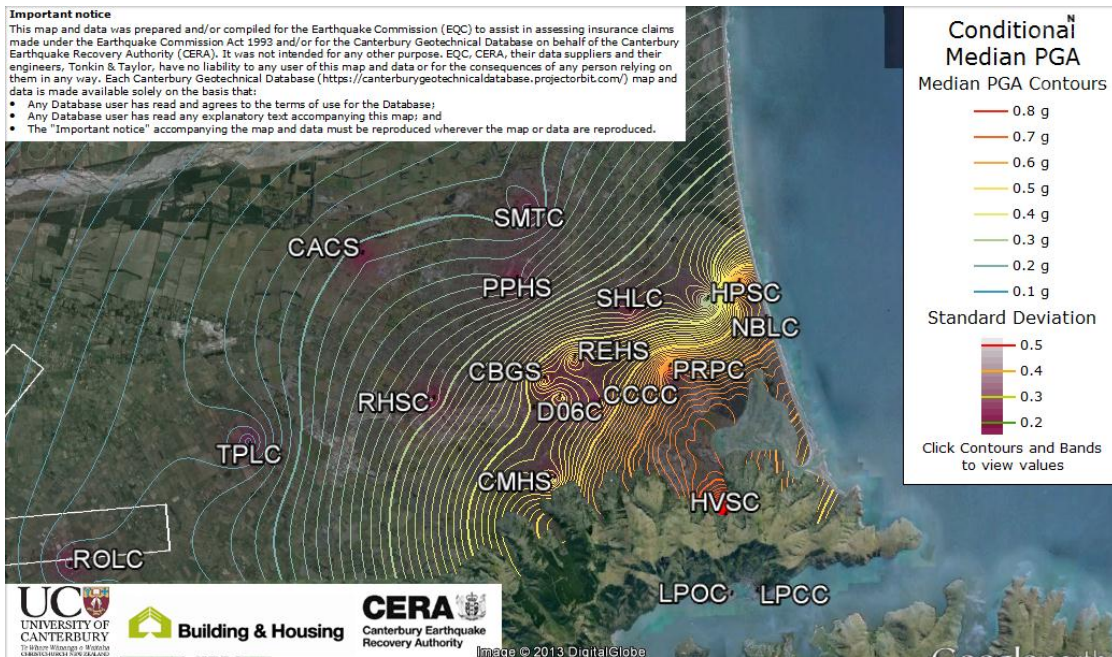 Important notice
This map and data was prepared and/or compiled for the Earthquake Commission (EQC) to assist in assessing insurance claims
made under the Earthquake Commission Act 1993 and/or for the Canterbury Geotechnical Database on behalf of the Canterbury
Earthquake Recovery Authority (CERA). It was not intended for any other purpose. EQC, CERA, their data suppliers and their
engineers, Tonkin & Taylor, have no liability to any user of this map and data or for the consequences of any person relying on
them in any way. Each Canterbury Geotechnical Database (https://canterburygeotechnicaldatabase.projectorbit.com/) map and
data is made available solely on the basis that:
• Any Database user has read and agrees to the terms of use for the Database;
• Any Database user has read any explanatory text accompanying this map; and
• The "Important notice" accompanying the map and data must be reproduced wherever the map or data are reproduced.
N
Conditional
Median PGA
Median PGA Contours
0.8 g
0.7 g
0.6 g
0.5 g
0.4 g
0.3 g
0.2 g
0.1 g
Standard Deviation
0.5
0.4
0.3
0.2
Click Contours and Bands
to view values
SMTC
CACS
PPHS
SHLC
HPSC
NBLC
REHS
CBGS
PRPC
RHSC
CCCC
D06C
TPLC
CMHS
HVSC
ROLC
LPOC
LPCC
UC
UNIVERSITY OF
CANTERBURY
Te Whare Wānanga o Waitaha
CHRISTCHURCH NEW ZEALAND
Building & Housing
CERA
Canterbury Earthquake
Recovery Authority
Image © 2013 DigitalGlobe